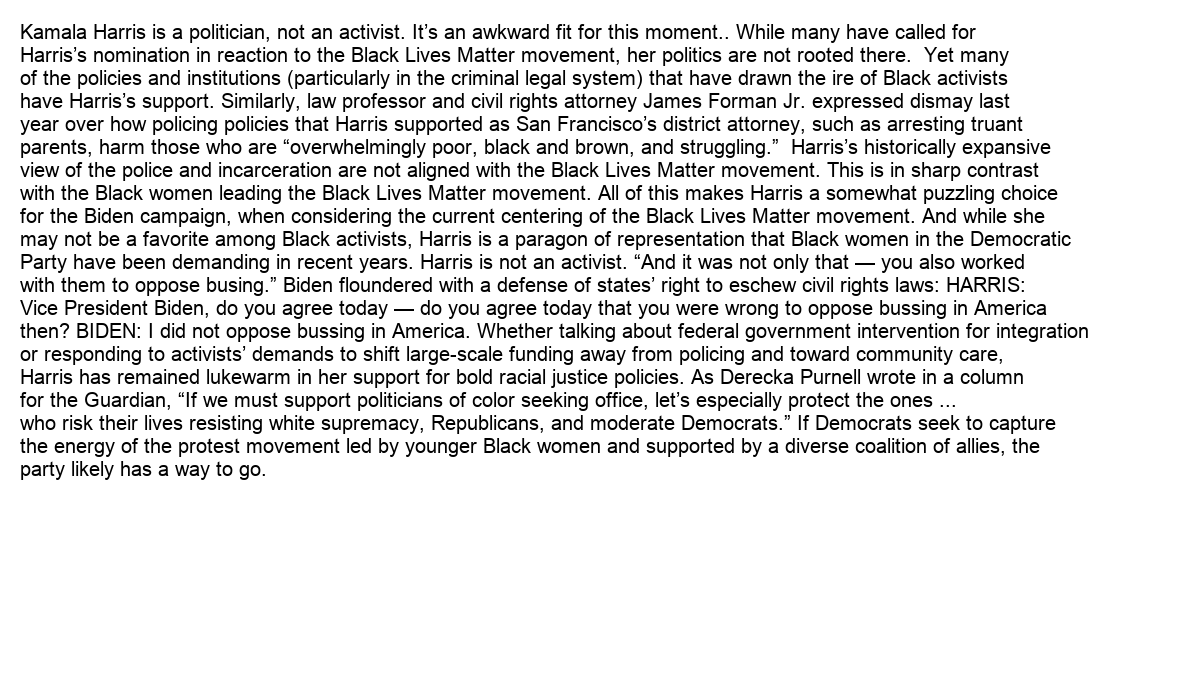 Kamala Harris is a politician, not an activist. It’s an awkward fit for this moment.. While many have called for
Harris’s nomination in reaction to the Black Lives Matter movement, her politics are not rooted there.  Yet many
of the policies and institutions (particularly in the criminal legal system) that have drawn the ire of Black activists
have Harris’s support. Similarly, law professor and civil rights attorney James Forman Jr. expressed dismay last
year over how policing policies that Harris supported as San Francisco’s district attorney, such as arresting truant
parents, harm those who are “overwhelmingly poor, black and brown, and struggling.”  Harris’s historically expansive
view of the police and incarceration are not aligned with the Black Lives Matter movement. This is in sharp contrast
with the Black women leading the Black Lives Matter movement. All of this makes Harris a somewhat puzzling choice
for the Biden campaign, when considering the current centering of the Black Lives Matter movement. And while she
may not be a favorite among Black activists, Harris is a paragon of representation that Black women in the Democratic
Party have been demanding in recent years. Harris is not an activist. “And it was not only that — you also worked
with them to oppose busing.” Biden floundered with a defense of states’ right to eschew civil rights laws: HARRIS:
Vice President Biden, do you agree today — do you agree today that you were wrong to oppose bussing in America
then? BIDEN: I did not oppose bussing in America. Whether talking about federal government intervention for integration
or responding to activists’ demands to shift large-scale funding away from policing and toward community care,
Harris has remained lukewarm in her support for bold racial justice policies. As Derecka Purnell wrote in a column
for the Guardian, “If we must support politicians of color seeking office, let’s especially protect the ones ...
who risk their lives resisting white supremacy, Republicans, and moderate Democrats.” If Democrats seek to capture
the energy of the protest movement led by younger Black women and supported by a diverse coalition of allies, the
party likely has a way to go.